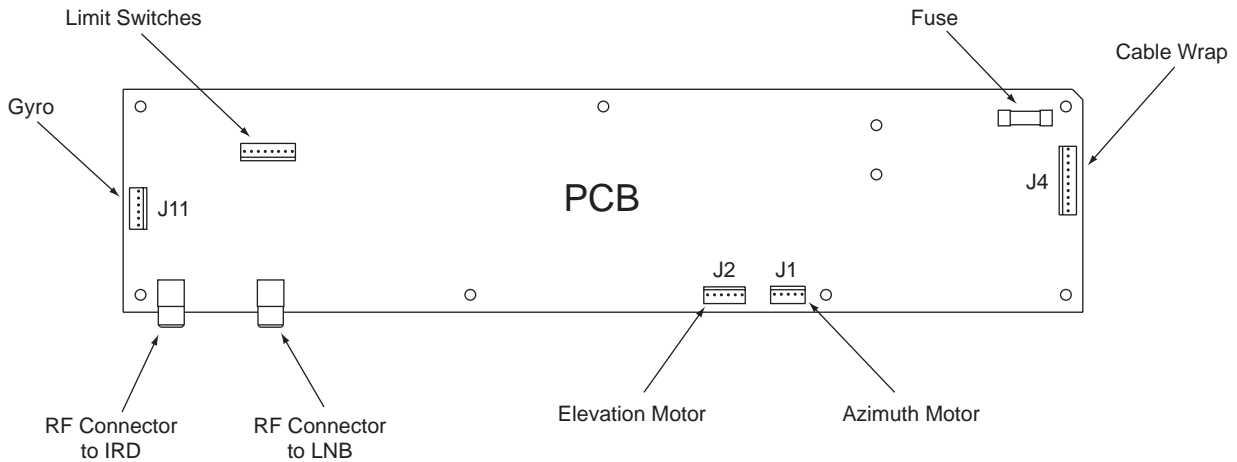 Limit Switches
Fuse
Cable Wrap
Gyro
J11
PCB
J4
J2
J1
Elevation Motor
Azimuth Motor
RF Connector
to IRD
RF Connector
to LNB